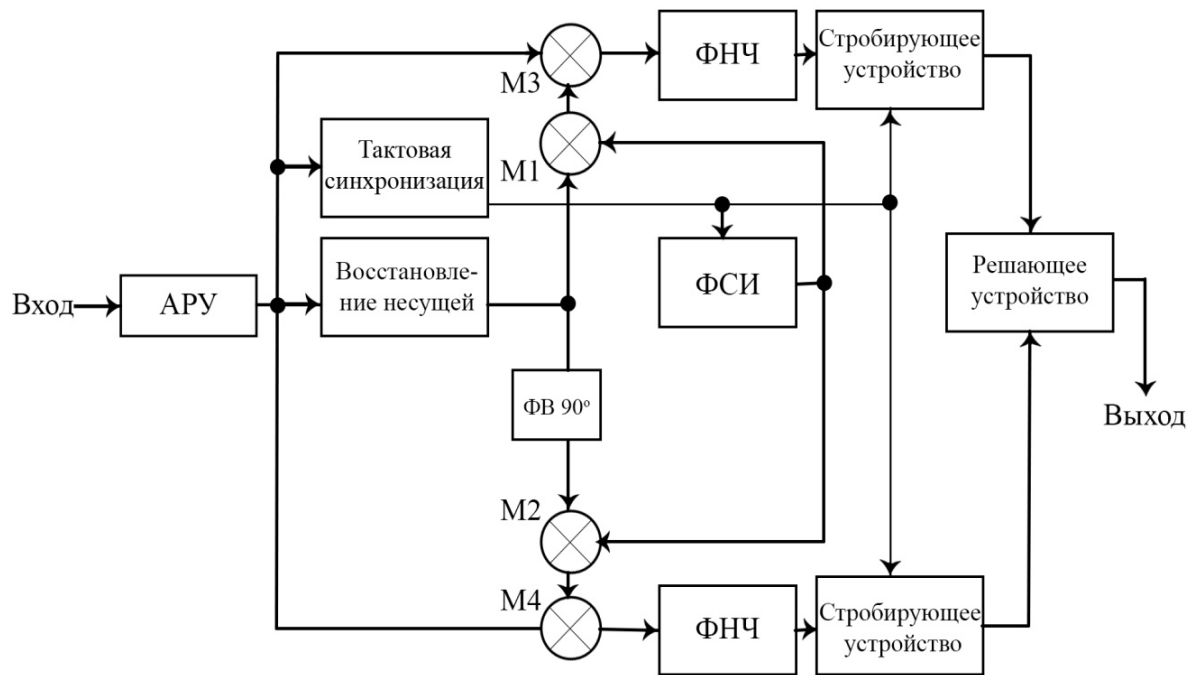 М3
ФНЧ
Стробирующее
устройство
М1
Тактовая
синхронизация
Вход
АРУ
Восстановле-
ние несущей
ФСИ
Решающее
устройство
ФВ 90°
Выход
М2
М4
ФНЧ
Стробирующее
устройство